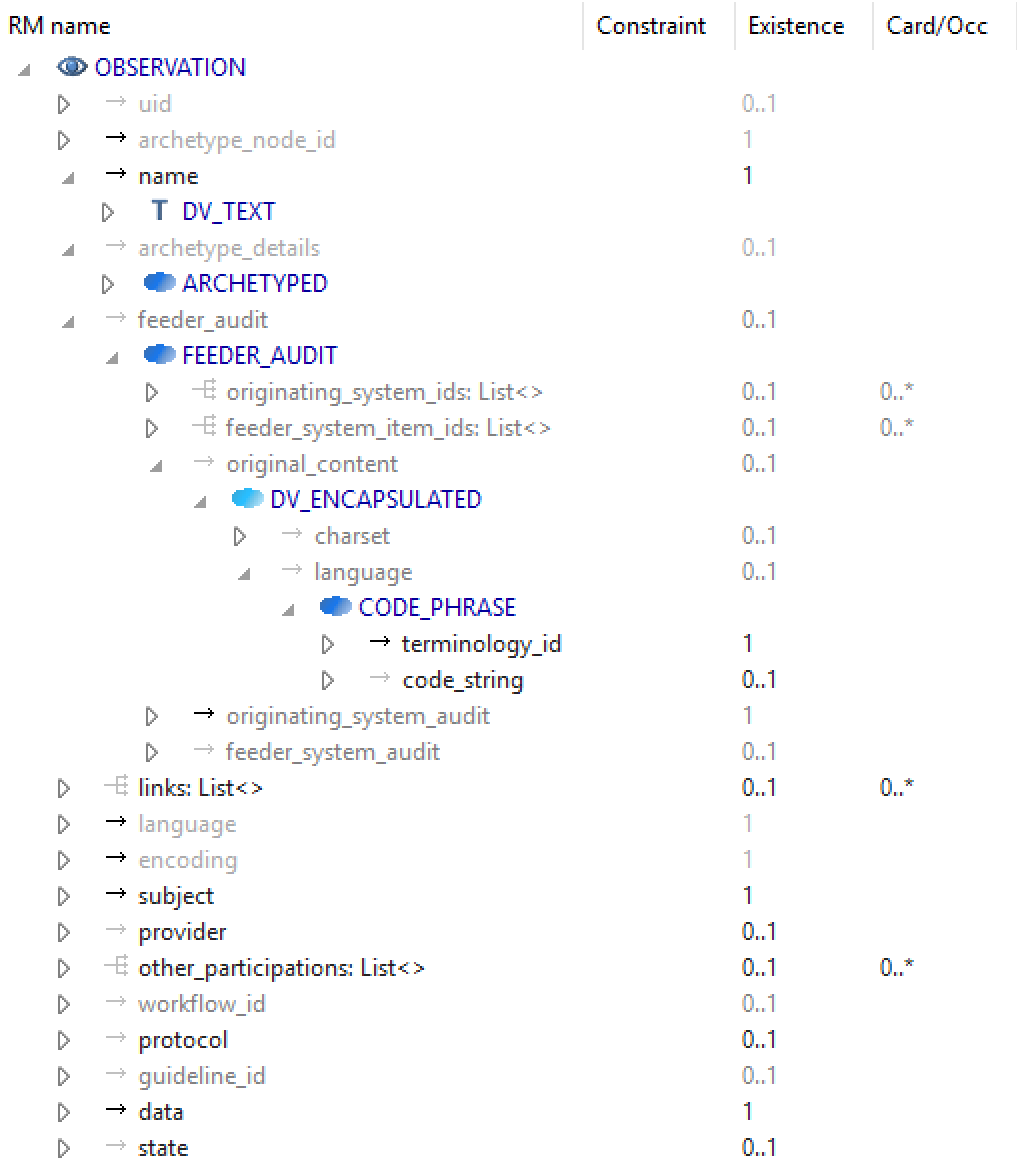 RM name Constraint Existence Card/Occ
OBSERVATION
uid 0..1
archetype_node_id 1
name 1
T DV_TEXT
archetype_details 0..1
ARCHETYPED
feeder_audit 0..1
FEEDER_AUDIT
originating_system_ids: List<> 0..1 0..*
feeder_system_item_ids: List<> 0..1 0..*
original_content 0..1
DV_ENCAPSULATED
charset 0..1
language 0..1
CODE_PHRASE
terminology_id 1
code_string 0..1
originating_system_audit 1
feeder_system_audit 0..1
links: List<> 0..1 0..*
language 1
encoding 1
subject 1
provider 0..1
other_participations: List<> 0..1 0..*
workflow_id 0..1
protocol 0..1
guideline_id 0..1
data 1
state 0..1